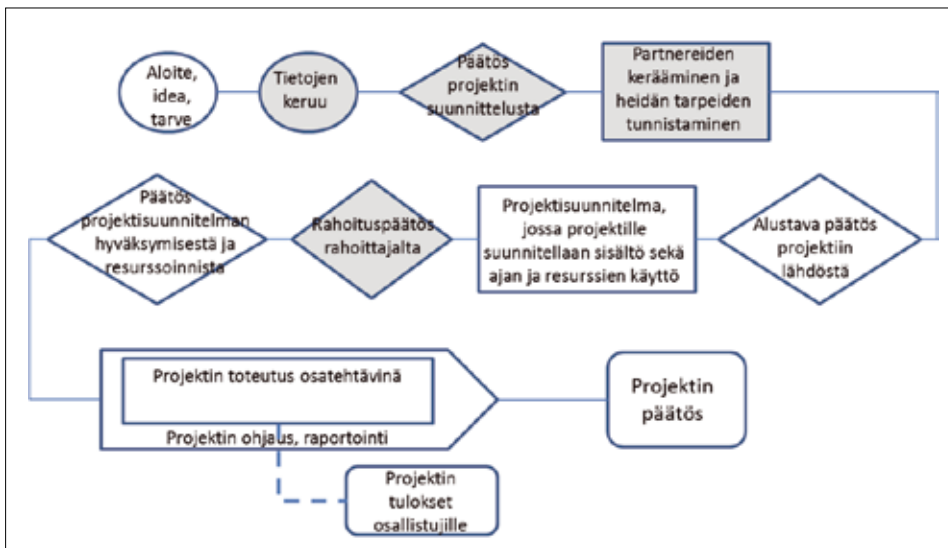 Aloite,
idea,
tarve
Tietojen
keruu
Päätös
projektin
suunnittelusta
Partnereiden
kerääminen ja
heidän tarpeiden
tunnistaminen
Päätös
projektisuunnitelman
hyväksymisestä ja
resurssoinnista
Rahoituspäätös
rahoittajalta
Projektisuunnitelma,
jossa projektille
suunnitellaan sisältö sekä
ajan ja resurssien käyttö
Alustava päätös
projektiin
lähdöstä
Projektin toteutus osatehtävinä
Projektin ohjaus, raportointi
Projektin
päätös
Projektin
tulokset
osallistujille